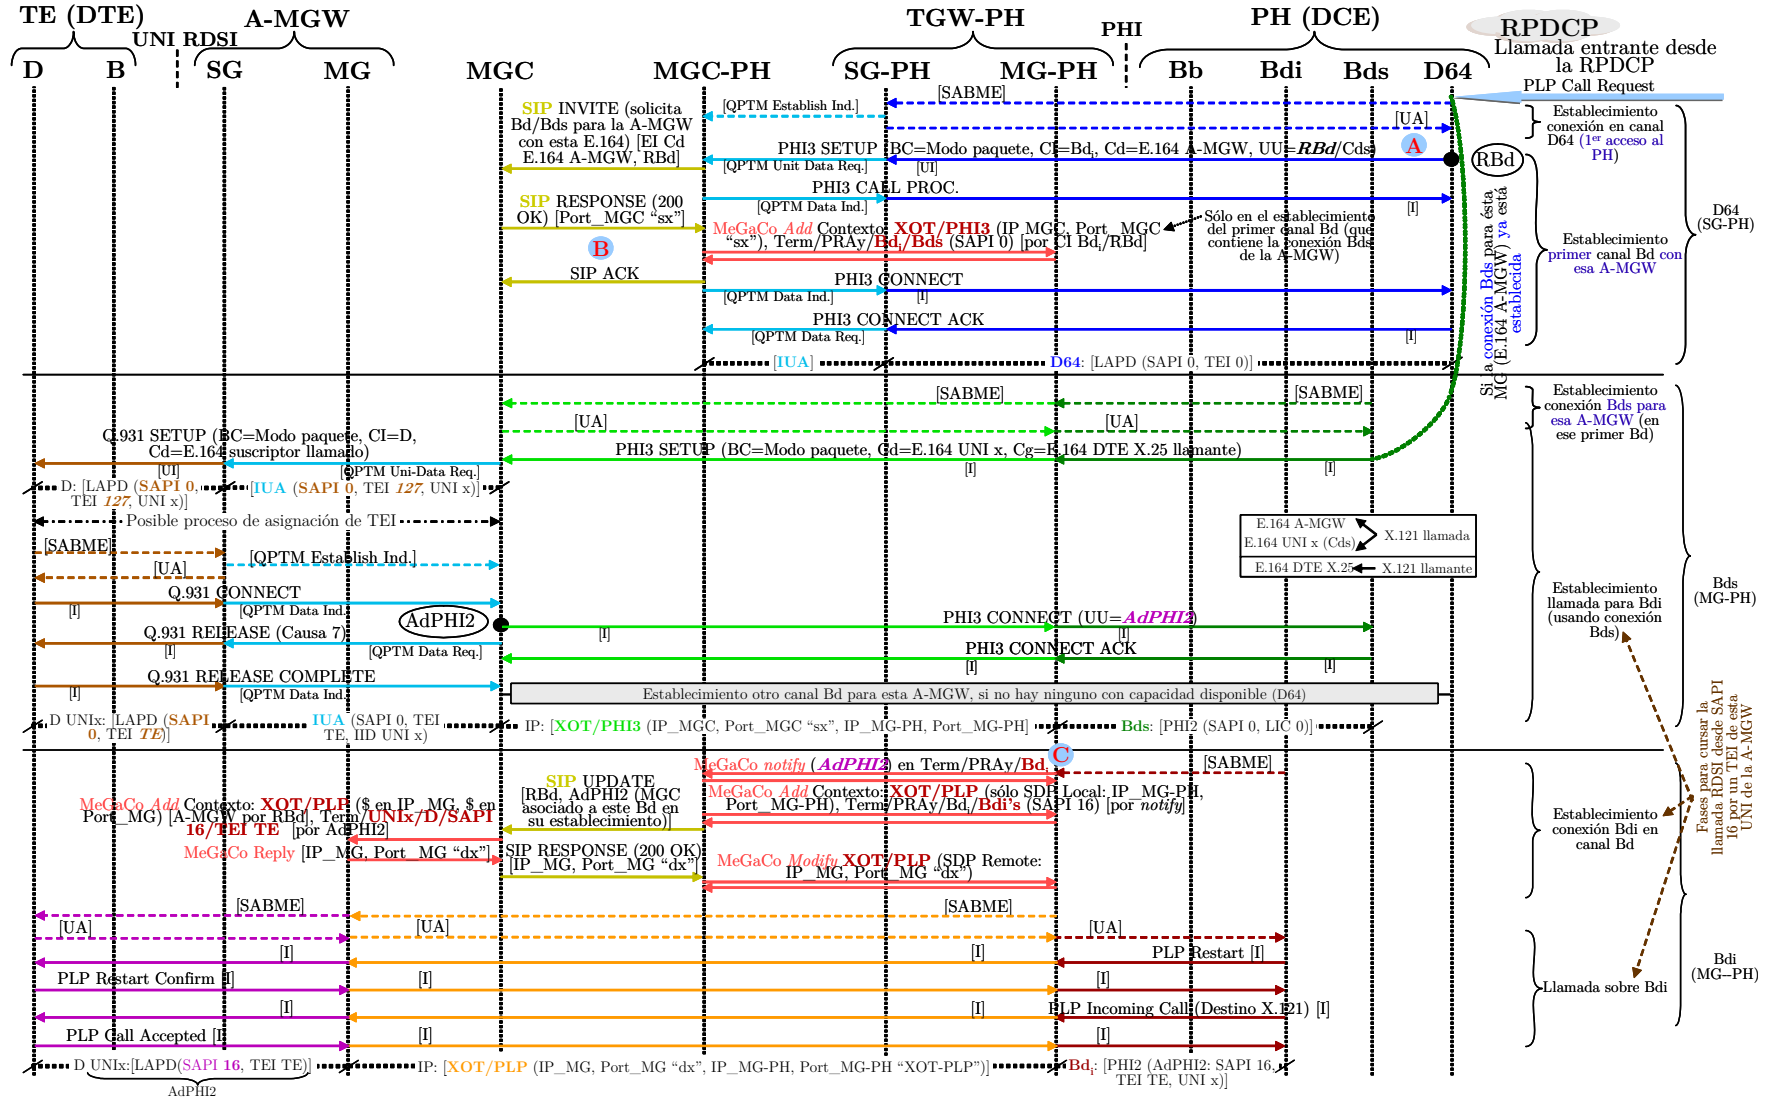 TE (DTE)
A-MGW
TGW-PH
PH (DCE)
RPDCP
UNI RDSI
PHI
Llamada entrante desde
la RPDCP
D
B
SG
MG
MGC
MGC-PH
SG-PH
MG-PH
Bb
Bdi
Bds
D64
PLP Call Request
[SABME]
[QPTM Establish Ind.]
[UA]
SIP INVITE (solicita
Bd/Bds para la A-MGW
con esta E.164) [EI Cd
E.164 A-MGW, RBd]
Establecimiento
conexión en canal
D64 (1er acceso al
PH)
A
PHI3 SETUP (BC=Modo paquete, CI=Bdi, Cd=E.164 A-MGW, UU=RBd/Cds)
[QPTM Unit Data Req.]
[UI]
RBd
PHI3 CALL PROC.
[QPTM Data Ind.]
[I]
SIP RESPONSE (200
OK) [Port_MGC “sx”]
MeGaCo Add Contexto: XOT/PHI3 (IP_MGC, Port_MGC
“sx”), Term/PRAy/Bdi/Bds (SAPI 0) [por CI Bdi/RBd]
Sólo en el establecimiento
del primer canal Bd (que
contiene la conexión Bds
de la A-MGW)
D64
(SG-PH)
Establecimiento
primer canal Bd con
esa A-MGW
B
SIP ACK
PHI3 CONNECT
[QPTM Data Ind.]
[I]
PHI3 CONNECT ACK
[QPTM Data Req.]
[I]
Si la conexión Bds para ésta
MG (E.164 A-MGW) ya está
establecida
[IUA]
D64: [LAPD (SAPI 0, TEI 0)]
[SABME]
[SABME]
[UA]
[UA]
Establecimiento
conexión Bds para
esa A-MGW (en
ese primer Bd)
Q.931 SETUP (BC=Modo paquete, CI=D,
Cd=E.164 suscriptor llamado)
[UI]
[QPTM Uni-Data Req.]
PHI3 SETUP (BC=Modo paquete, Cd=E.164 UNI x, Cg=E.164 DTE X.25 llamante)
[I]
[I]
D: [LAPD (SAPI 0,
TEI 127, UNI x)]
[IUA (SAPI 0, TEI 127, UNI x)]
Posible proceso de asignación de TEI
E.164 A-MGW
E.164 UNI x (Cds)
X.121 llamada
E.164 DTE X.25
X.121 llamante
[SABME]
[QPTM Establish Ind.]
[UA]
Q.931 CONNECT
[I]
[QPTM Data Ind.
AdPHI2
PHI3 CONNECT (UU=AdPHI2)
[I]
[I]
Establecimiento
llamada para Bdi
(usando conexión
Bds)
Bds
(MG-PH)
Q.931 RELEASE (Causa 7)
[I]
[QPTM Data Req.]
PHI3 CONNECT ACK
[I]
[I]
Q.931 RELEASE COMPLETE
[I]
[QPTM Data Ind.
Establecimiento otro canal Bd para esta A-MGW, si no hay ninguno con capacidad disponible (D64)
D UNIx: [LAPD (SAPI
0, TEI TE)]
IUA (SAPI 0, TEI
TE, IID UNI x)
IP: [XOT/PHI3 (IP_MGC, Port_MGC “sx”, IP_MG-PH, Port_MG-PH]
Bds: [PHI2 (SAPI 0, LIC 0)]
Fases para cursar la
llamada RDSI desde SAPI
16 por un TEI de esta
UNI de la A-MGW
C
MeGaCo notify (AdPHI2) en Term/PRAy/Bdi
[SABME]
SIP UPDATE
[RBd, AdPHI2 (MGC
asociado a este Bd en
su establecimiento)]
MeGaCo Add Contexto: XOT/PLP (sólo SDP Local: IP_MG-PH,
Port_MG-PH), Term/PRAy/Bdi/Bdi's (SAPI 16) [por notify]
MeGaCo Add Contexto: XOT/PLP ($ en IP_MG, $ en
Port_MG) [A-MGW por RBd], Term/UNIx/D/SAPI
16/TEI TE [por AdPHI2]
MeGaCo Reply [IP_MG, Port_MG “dx”]
SIP RESPONSE (200 OK)
[IP_MG, Port_MG “dx”]
MeGaCo Modify XOT/PLP (SDP Remote:
IP_MG, Port_MG “dx”)
Establecimiento
conexión Bdi en
canal Bd
[SABME]
[SABME]
[UA]
[UA]
[UA]
[I]
[I]
PLP Restart [I]
PLP Restart Confirm [I]
[I]
[I]
[I]
[I]
PLP Incoming Call (Destino X.121) [I]
PLP Call Accepted [I
[I]
[I]
Llamada sobre Bdi
Bdi
(MG--PH)
D UNIx:[LAPD(SAPI 16, TEI TE)]
AdPHI2
IP: [XOT/PLP (IP_MG, Port_MG “dx”, IP_MG-PH, Port_MG-PH “XOT-PLP”)]
Bdi: [PHI2 (AdPHI2: SAPI 16,
TEI TE, UNI x)]